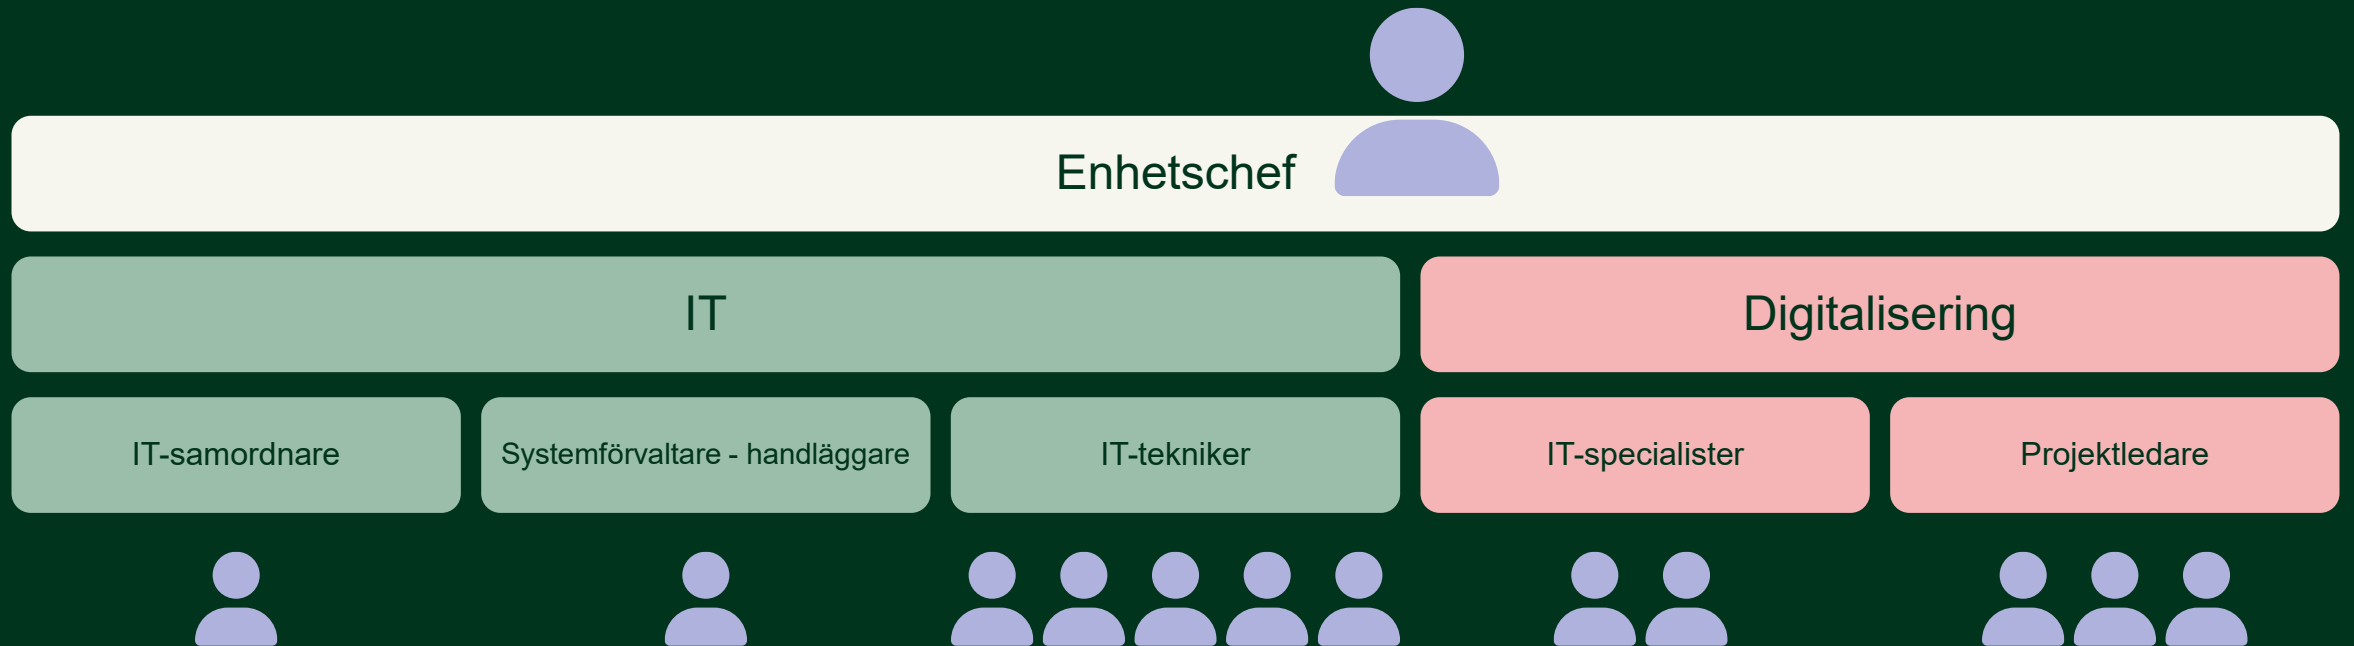 Enhetschef
IT
Digitalisering
IT-samordnare
Systemförvaltare - handläggare
IT-tekniker
IT-specialister
Projektledare